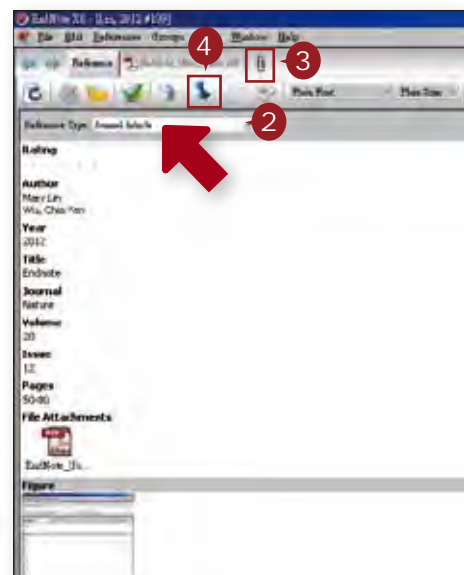 EndNote X6 - [Lin, 2012 #109]
File Edit References Groups Window Help
4
3
Reference
Plain Font Plain Size
Reference Type: Journal Article
2
Rating
Author
Mary Lin
Wu, Chia Yen
Year
2012
Title
Endnote
Journal
Nature
Volume
20
Issue
12
Pages
50-80
File Attachments
Figure